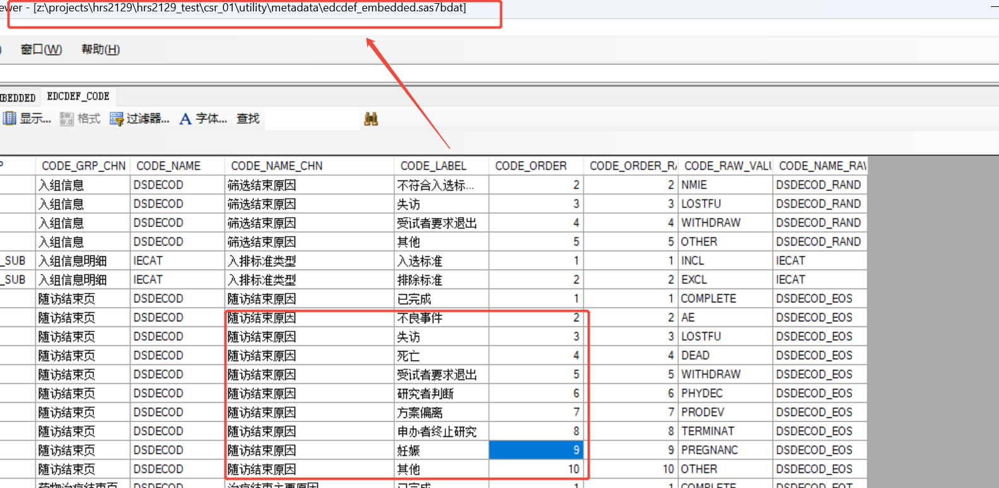 ewer - [z:\projects\hrs2129\hrs2129_test\csr_01\utility\metadata\edcdef_embedded.sas7bdat]
) 窗口(W) 帮助(H)
MBEDDED EDCDEF_CODE
显示... 格式 过滤器... A 字体... 查找
P CODE_GRP_CHN CODE_NAME CODE_NAME_CHN CODE_LABEL CODE_ORDER CODE_ORDER_RA CODE_RAW_VALU CODE_NAME_RAW
入组信息 DSDECOD 筛选结束原因 不符合入选标... 2 2 NMIE DSDECOD_RAND
入组信息 DSDECOD 筛选结束原因 失访 3 3 LOSTFU DSDECOD_RAND
入组信息 DSDECOD 筛选结束原因 受试者要求退出 4 4 WITHDRAW DSDECOD_RAND
入组信息 DSDECOD 筛选结束原因 其他 5 5 OTHER DSDECOD_RAND
_SUB 入组信息明细 IECAT 入排标准类型 入选标准 1 1 INCL IECAT
_SUB 入组信息明细 IECAT 入排标准类型 排除标准 2 2 EXCL IECAT
随访结束页 DSDECOD 随访结束原因 已完成 1 1 COMPLETE DSDECOD_EOS
随访结束页 DSDECOD 随访结束原因 不良事件 2 2 AE DSDECOD_EOS
随访结束页 DSDECOD 随访结束原因 失访 3 3 LOSTFU DSDECOD_EOS
随访结束页 DSDECOD 随访结束原因 死亡 4 4 DEAD DSDECOD_EOS
随访结束页 DSDECOD 随访结束原因 受试者要求退出 5 5 WITHDRAW DSDECOD_EOS
随访结束页 DSDECOD 随访结束原因 研究者判断 6 6 PHYDEC DSDECOD_EOS
随访结束页 DSDECOD 随访结束原因 方案偏离 7 7 PRODEV DSDECOD_EOS
随访结束页 DSDECOD 随访结束原因 申办者终止研究 8 8 TERMINAT DSDECOD_EOS
随访结束页 DSDECOD 随访结束原因 妊娠 9 9 PREGNANC DSDECOD_EOS
随访结束页 DSDECOD 随访结束原因 其他 10 10 OTHER DSDECOD_EOS
药物治疗结束页 DSDECOD 治疗结束主要原因 已完成 1 1 COMPLETE DSDECOD_EOT